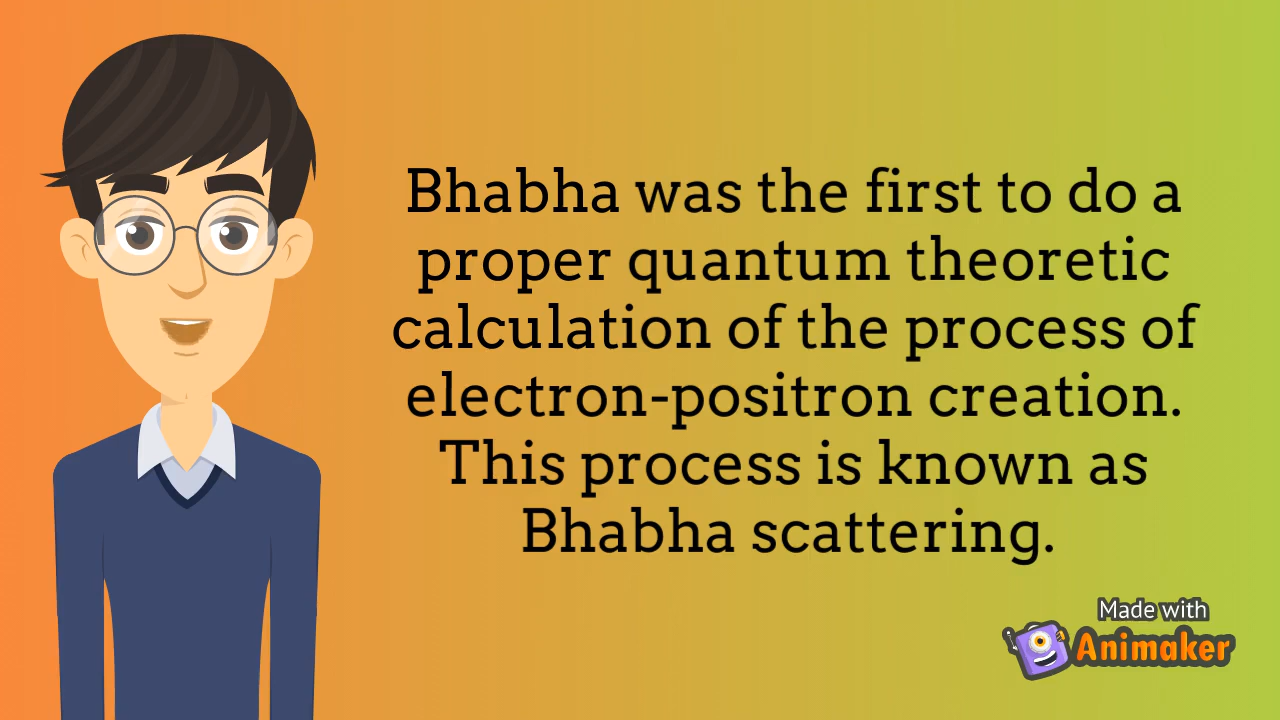 Bhabha was the first to do a
proper quantum theoretic
calculation of the process of
electron-positron creation.
This process is known as
Bhabha scattering.
Made with
Animaker